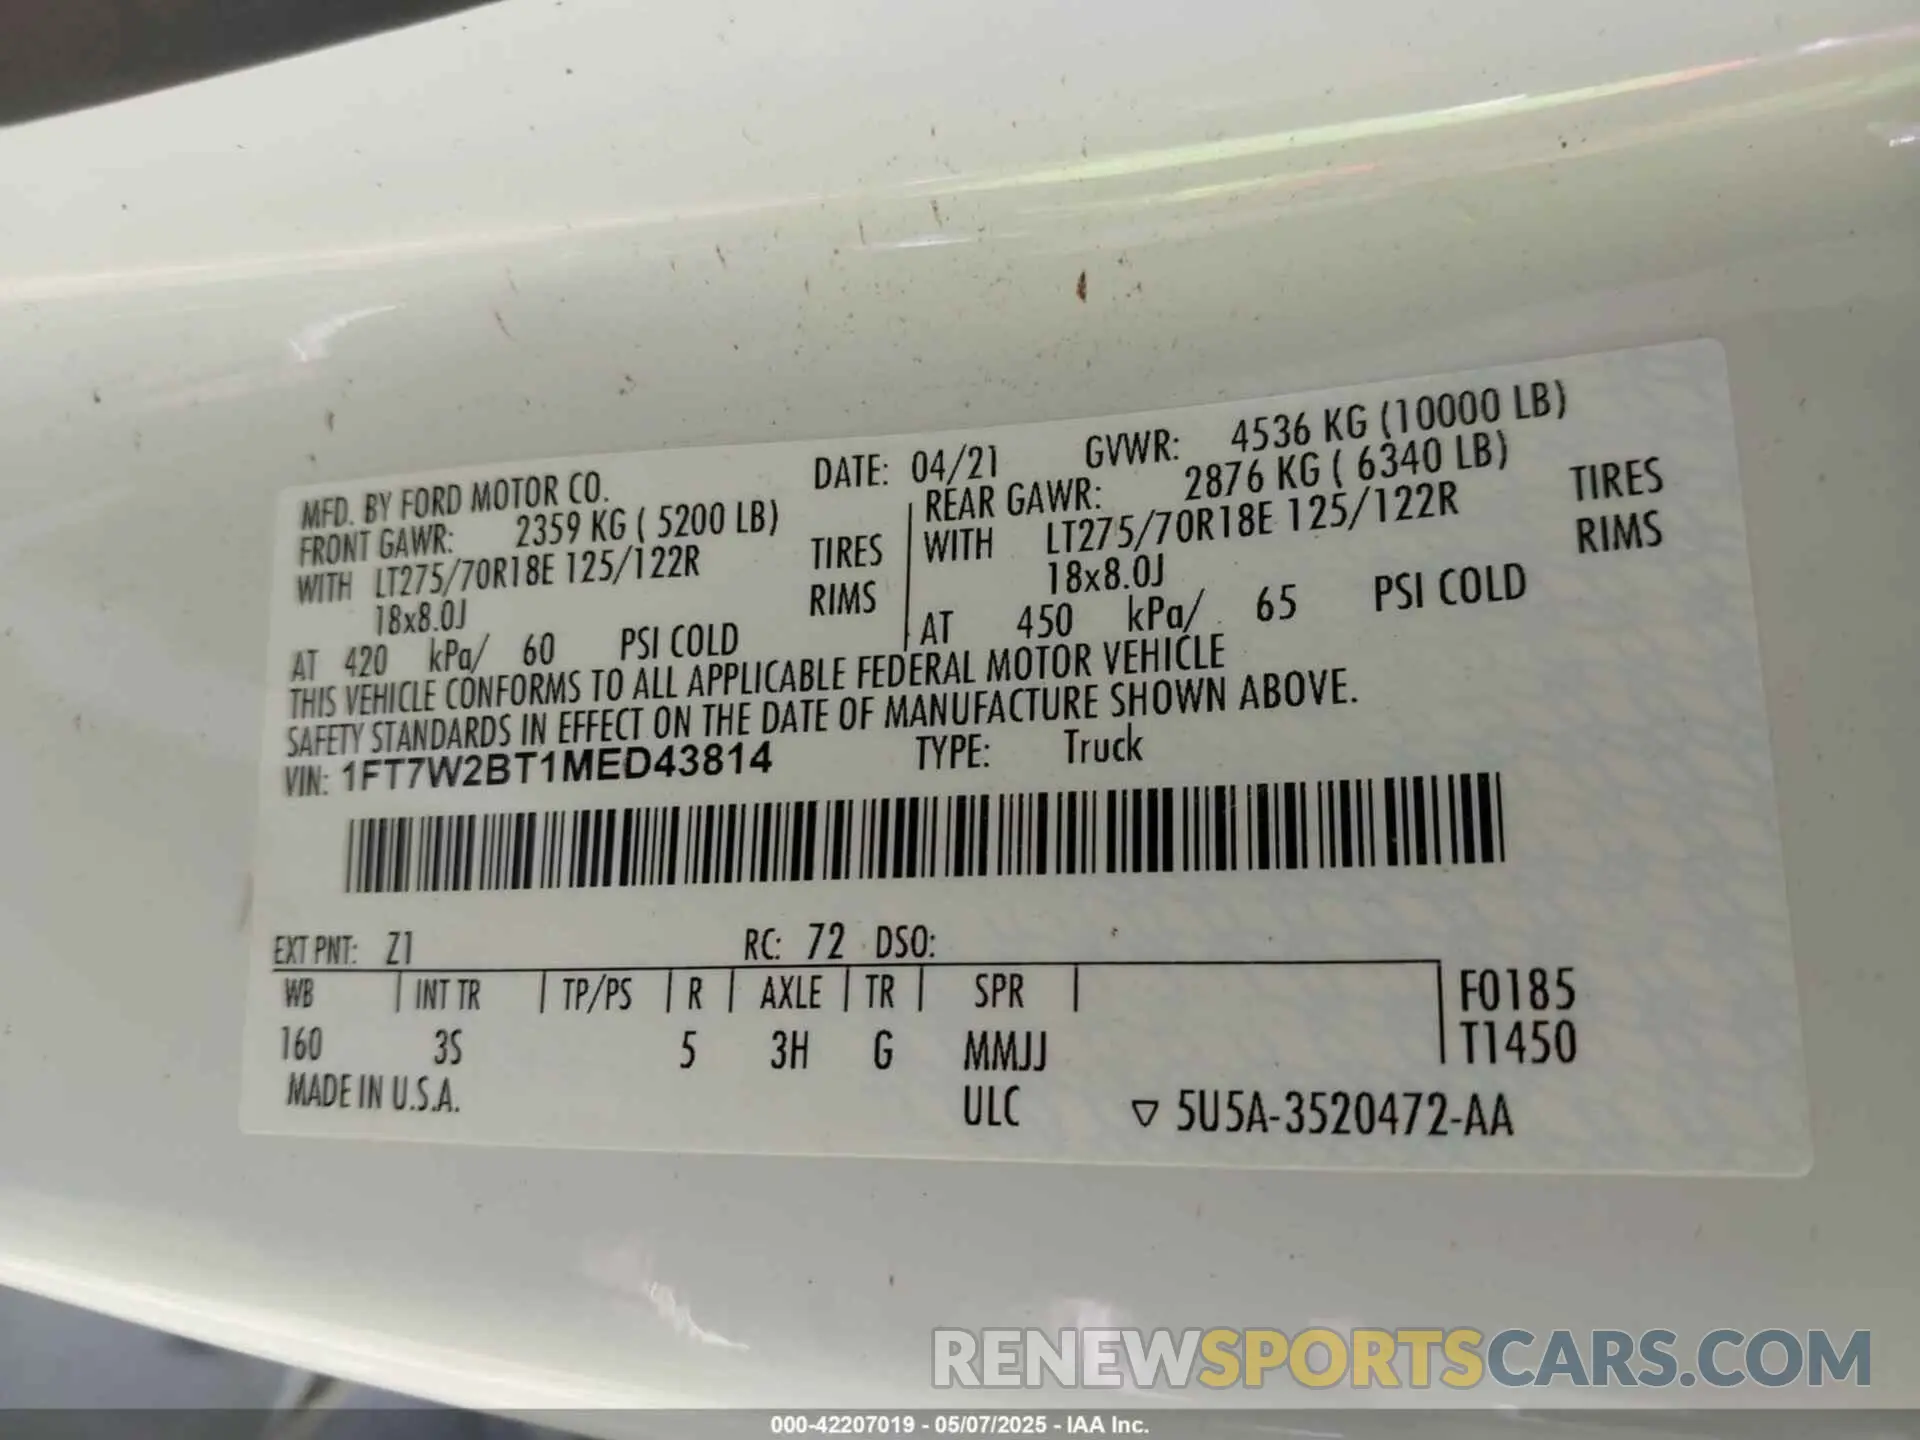 MFD. BY FORD MOTOR CO. DATE: 04/21 GVWR: 4536 KG (10000 LB)
FRONT GAWR: 2359 KG ( 5200 LB) REAR GAWR: 2876 KG ( 6340 LB)
WITH LT275/70R18E 125/122R TIRES WITH LT275/70R18E 125/122R TIRES
18x8.0J RIMS 18x8.0J RIMS
AT 420 kPa/ 60 PSI COLD AT 450 kPa/ 65 PSI COLD
THIS VEHICLE CONFORMS TO ALL APPLICABLE FEDERAL MOTOR VEHICLE
SAFETY STANDARDS IN EFFECT ON THE DATE OF MANUFACTURE SHOWN ABOVE.
VIN: 1FT7W2BT1MED43814 TYPE: Truck
EXT PNT: Z1 RC: 72 DSO:
WB INT TR TP/PS R AXLE TR SPR F0185
160 3S 5 3H G MMJJ T1450
MADE IN U.S.A. ULC ▽ 5U5A-3520472-AA
RENEWSPORTSCARS.COM
000-42207019 - 05/07/2025 - IAA Inc.